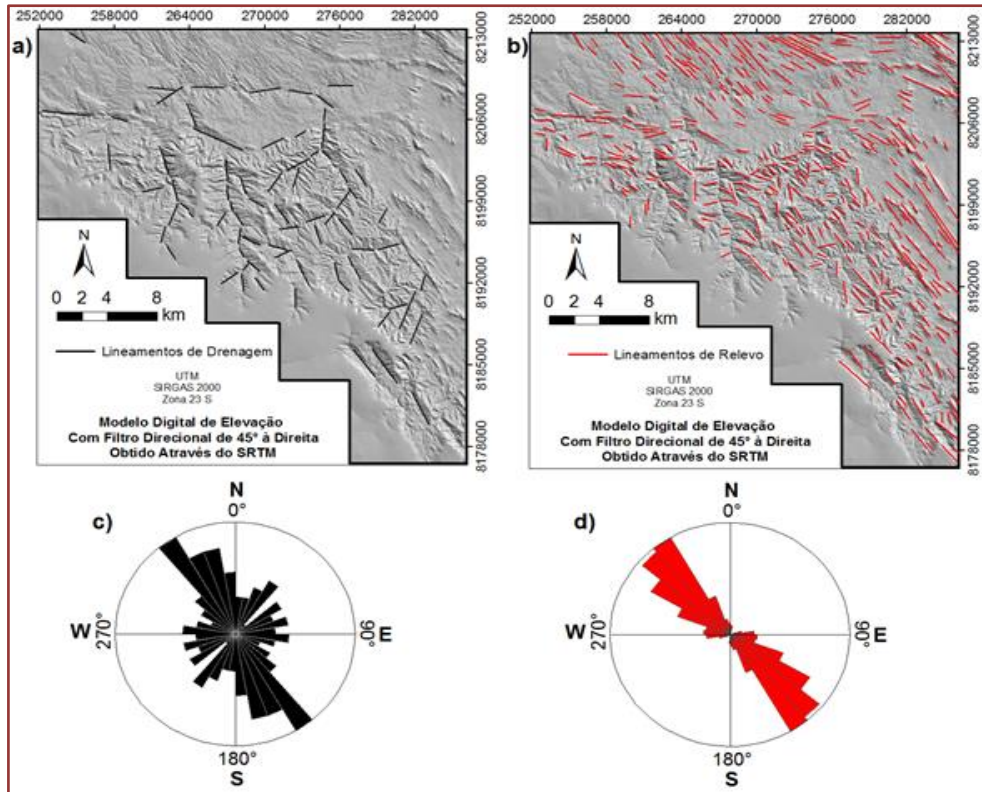 252000 258000 264000 270000 276000 282000
a)
8213000
8206000
8199000
8192000
8185000
8178000
N
0 4 8
km
Lineamentos de Drenagem
UTM
SIRGAS 2000
Zona 23 S
Modelo Digital de Elevação
Com Filtro Direcional de 45° à Direita
Obtido Através do SRTM
252000 258000 264000 270000 276000 282000
b)
8213000
8206000
8199000
8192000
8185000
8178000
N
0 4 8
km
Lineamentos de Relevo
UTM
SIRGAS 2000
Zona 23 S
Modelo Digital de Elevação
Com Filtro Direcional de 45° à Direita
Obtido Através do SRTM
c)
N
0°
W 270°
90° E
180°
S
d)
N
0°
W 270°
90° E
180°
S